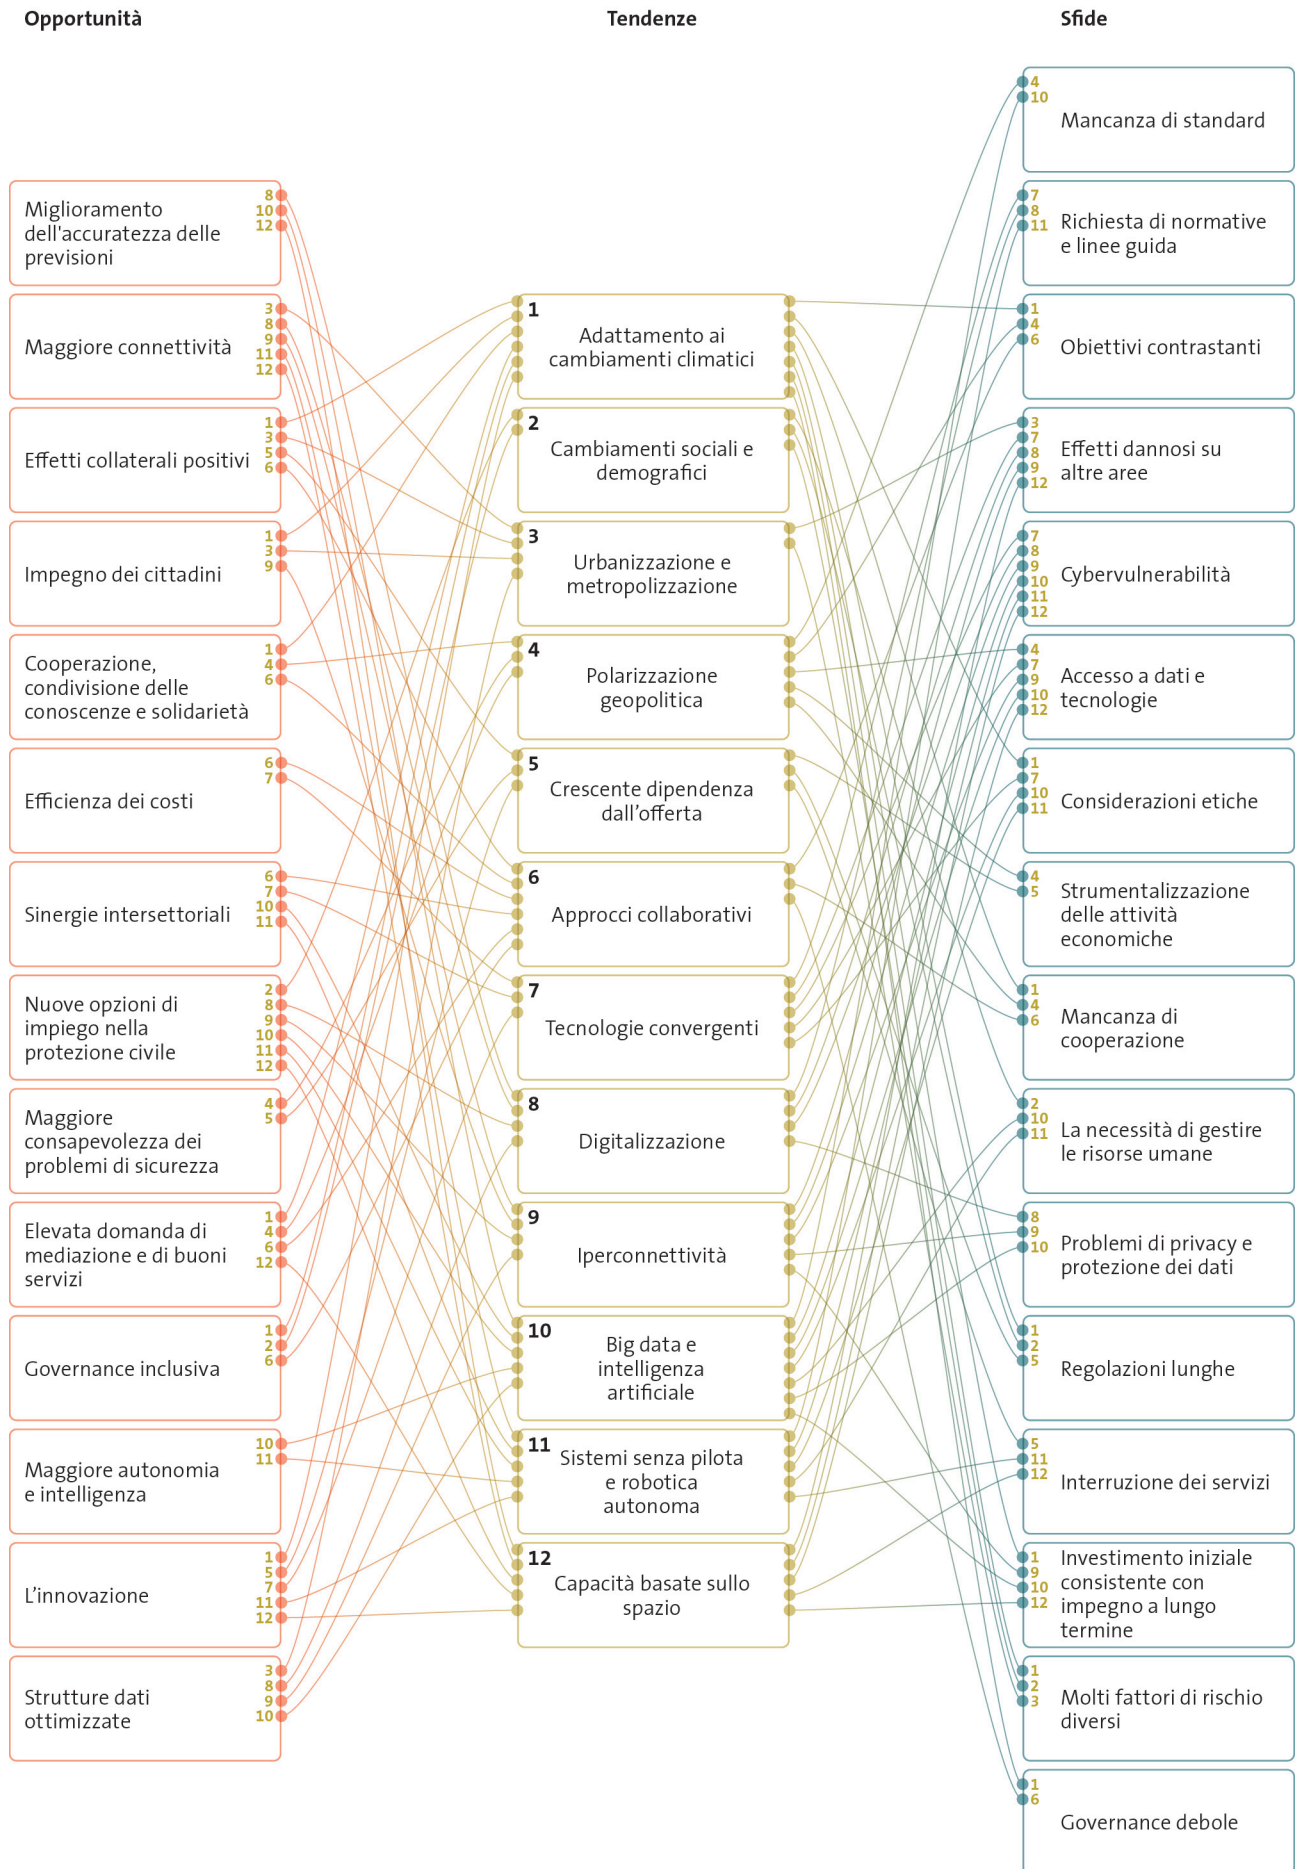 Opportunità
Tendenze
Sfide
4
10
Mancanza di standard
8
10
12
Miglioramento
dell'accuratezza delle
previsioni
7
8
11
Richiesta di normative
e linee guida
3
8
9
11
12
Maggiore connettività
1
Adattamento ai
cambiamenti climatici
1
4
6
Obiettivi contrastanti
1
3
5
6
Effetti collaterali positivi
2
Cambiamenti sociali e
demografici
3
7
8
9
12
Effetti dannosi su
altre aree
1
3
9
Impegno dei cittadini
3
Urbanizzazione e
metropolizzazione
7
8
9
10
11
12
Cybervulnerabilità
1
4
6
Cooperazione,
condivisione delle
conoscenze e solidarietà
4
Polarizzazione
geopolitica
4
7
9
10
12
Accesso a dati e
tecnologie
6
7
Efficienza dei costi
5
Crescente dipendenza
dall’offerta
1
7
10
11
Considerazioni etiche
6
7
10
11
Sinergie intersettoriali
6
Approcci collaborativi
4
5
Strumentalizzazione
delle attività
economiche
2
8
9
10
11
12
Nuove opzioni di
impiego nella
protezione civile
7
Tecnologie convergenti
1
4
6
Mancanza di
cooperazione
4
5
Maggiore
consapevolezza dei
problemi di sicurezza
8
Digitalizzazione
2
10
11
La necessità di gestire
le risorse umane
1
4
6
12
Elevata domanda di
mediazione e di buoni
servizi
9
Iperconnettività
8
9
10
Problemi di privacy e
protezione dei dati
1
2
6
Governance inclusiva
10
Big data e
intelligenza
artificiale
1
2
5
Regolazioni lunghe
10
11
Maggiore autonomia
e intelligenza
11
Sistemi senza pilota
e robotica
autonoma
5
11
12
Interruzione dei servizi
1
5
7
11
12
L’innovazione
12
Capacità basate sullo
spazio
1
9
10
12
Investimento iniziale
consistente con
impegno a lungo
termine
3
8
9
10
Strutture dati
ottimizzate
1
2
3
Molti fattori di rischio
diversi
1
6
Governance debole